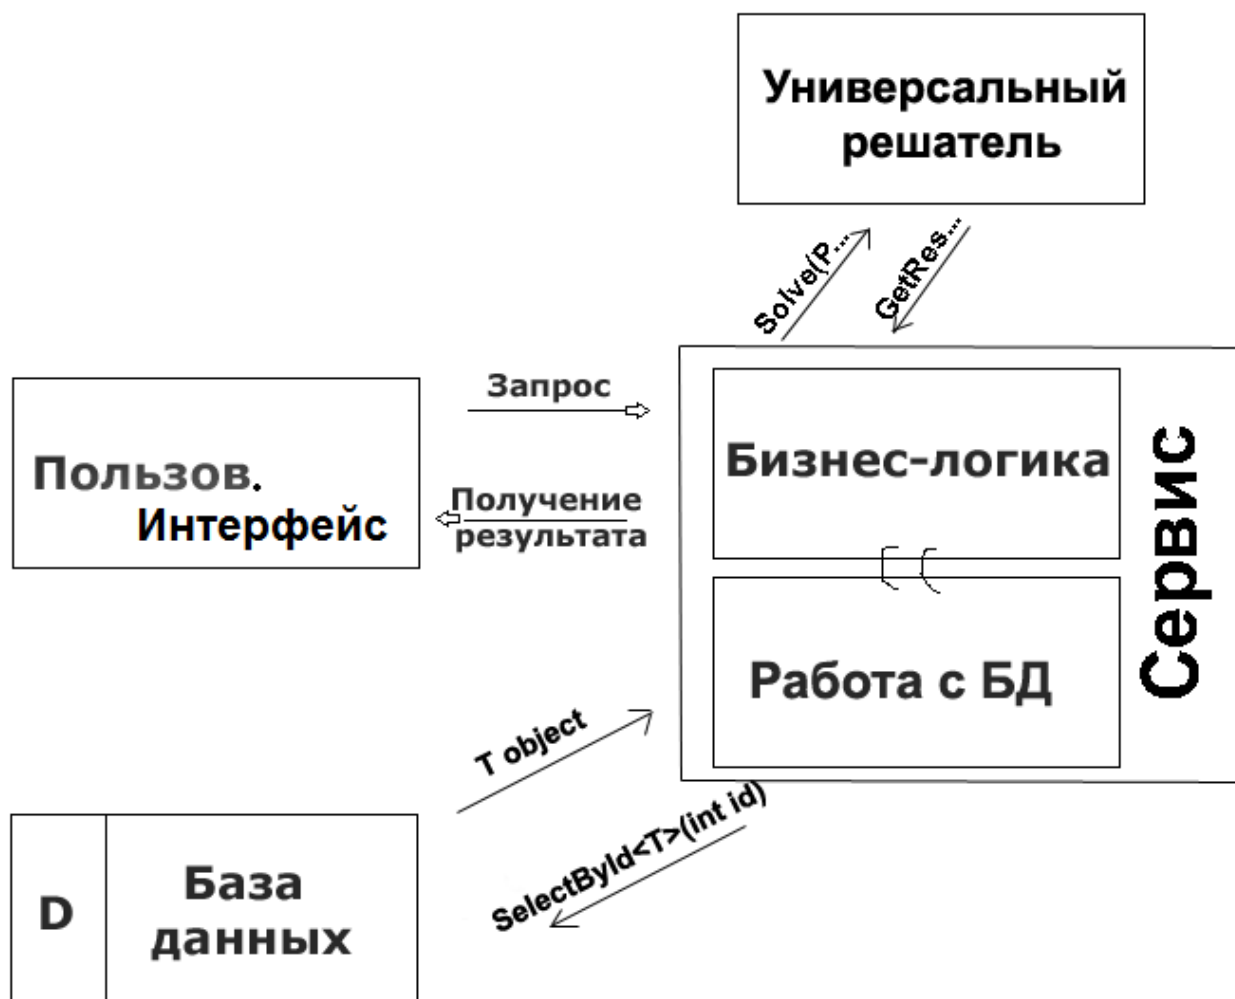 Универсальный
решатель
Solve(P...
GetRes...
Запрос
Получение
результата
Пользов.
Интерфейс
Бизнес-логика
Работа с БД
Сервис
T object
SelectById<T>(int id)
D
База
данных